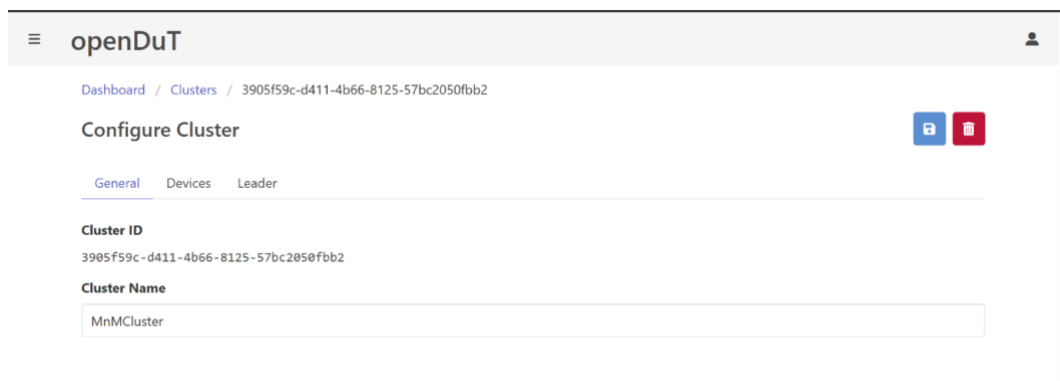 openDuT
Dashboard / Clusters / 3905f59c-d411-4b66-8125-57bc2050fbb2
Configure Cluster
General Devices Leader
Cluster ID
3905f59c-d411-4b66-8125-57bc2050fbb2
Cluster Name
MnMCluster